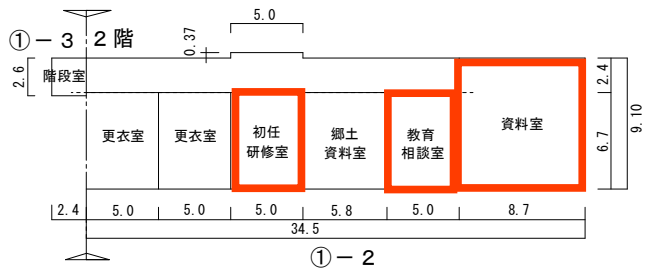 5.0
①－3 2階
0.37
2.6
階段室
2.4
9.10
更衣室
更衣室
初任
研修室
郷土
資料室
教育
相談室
資料室
6.7
2.4
5.0
5.0
5.0
5.8
5.0
8.7
34.5
①－2